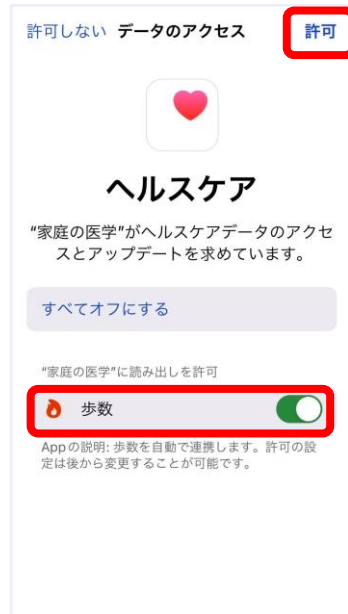 許可しない データのアクセス 許可
ヘルスケア
“家庭の医学”がヘルスケアデータのアクセ
スとアップデートを求めています。
すべてオフにする
“家庭の医学”に読み出しを許可
歩数
Appの説明: 歩数を自動で連携します。許可の設
定は後から変更することが可能です。